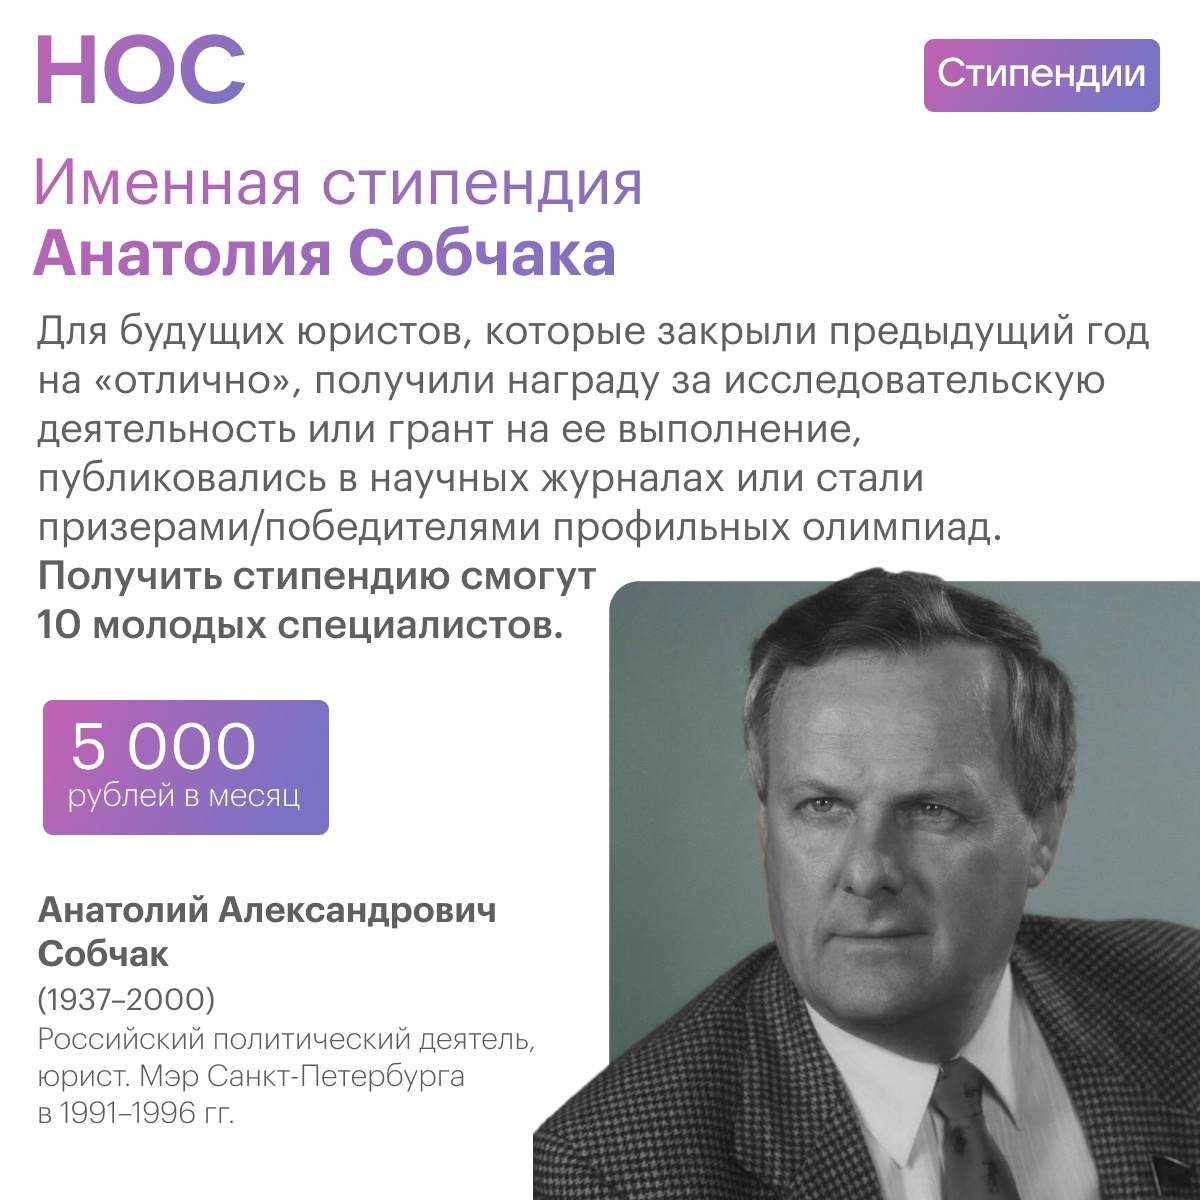 НОС
Стипендии
Именная стипендия
Анатолия Собчака
Для будущих юристов, которые закрыли предыдущий год
на «отлично», получили награду за исследовательскую
деятельность или грант на ее выполнение,
публиковались в научных журналах или стали
призерами/победителями профильных олимпиад.
Получить стипендию смогут
10 молодых специалистов.
5 000
рублей в месяц
Анатолий Александрович
Собчак
(1937–2000)
Российский политический деятель,
юрист. Мэр Санкт-Петербурга
в 1991–1996 гг.